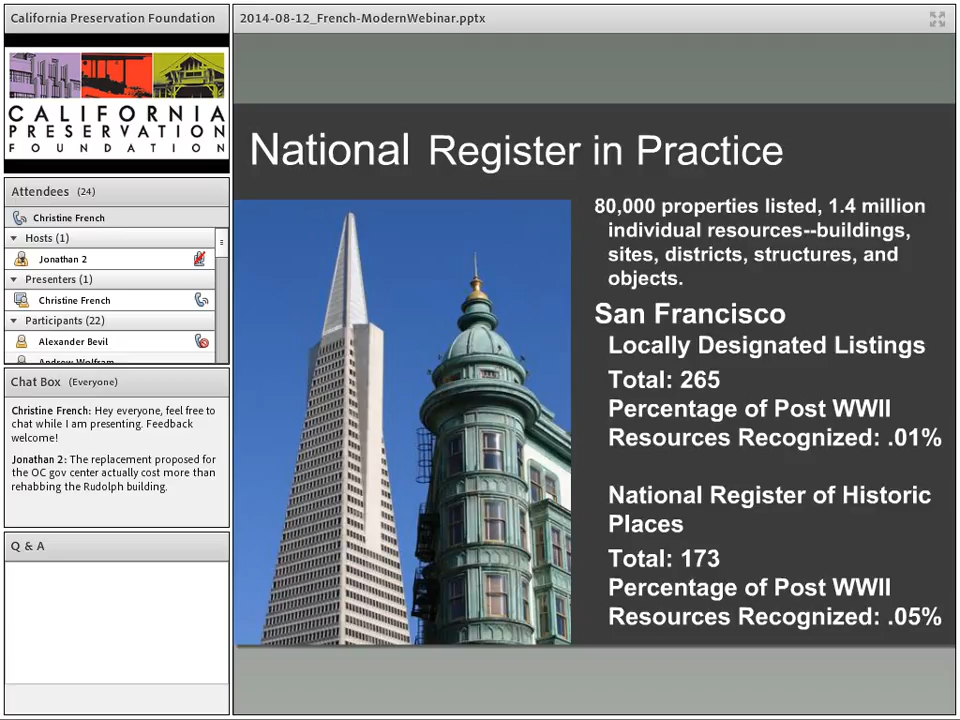 California Preservation Foundation
CALIFORNIA
PRESERVATION
FOUNDATION
Attendees (24)
Christine French
Hosts (1)
Jonathan 2
Presenters (1)
Christine French
Participants (22)
Alexander Bevil
Andrew Wolfram
Chat Box (Everyone)
Christine French: Hey everyone, feel free to
chat while I am presenting. Feedback
welcome!
Jonathan 2: The replacement proposed for
the OC gov center actually cost more than
rehabbing the Rudolph building.
Q & A
2014-08-12_French-ModernWebinar.pptx
National Register in Practice
80,000 properties listed, 1.4 million
individual resources--buildings,
sites, districts, structures, and
objects.
San Francisco
Locally Designated Listings
Total: 265
Percentage of Post WWII
Resources Recognized: .01%
National Register of Historic
Places
Total: 173
Percentage of Post WWII
Resources Recognized: .05%